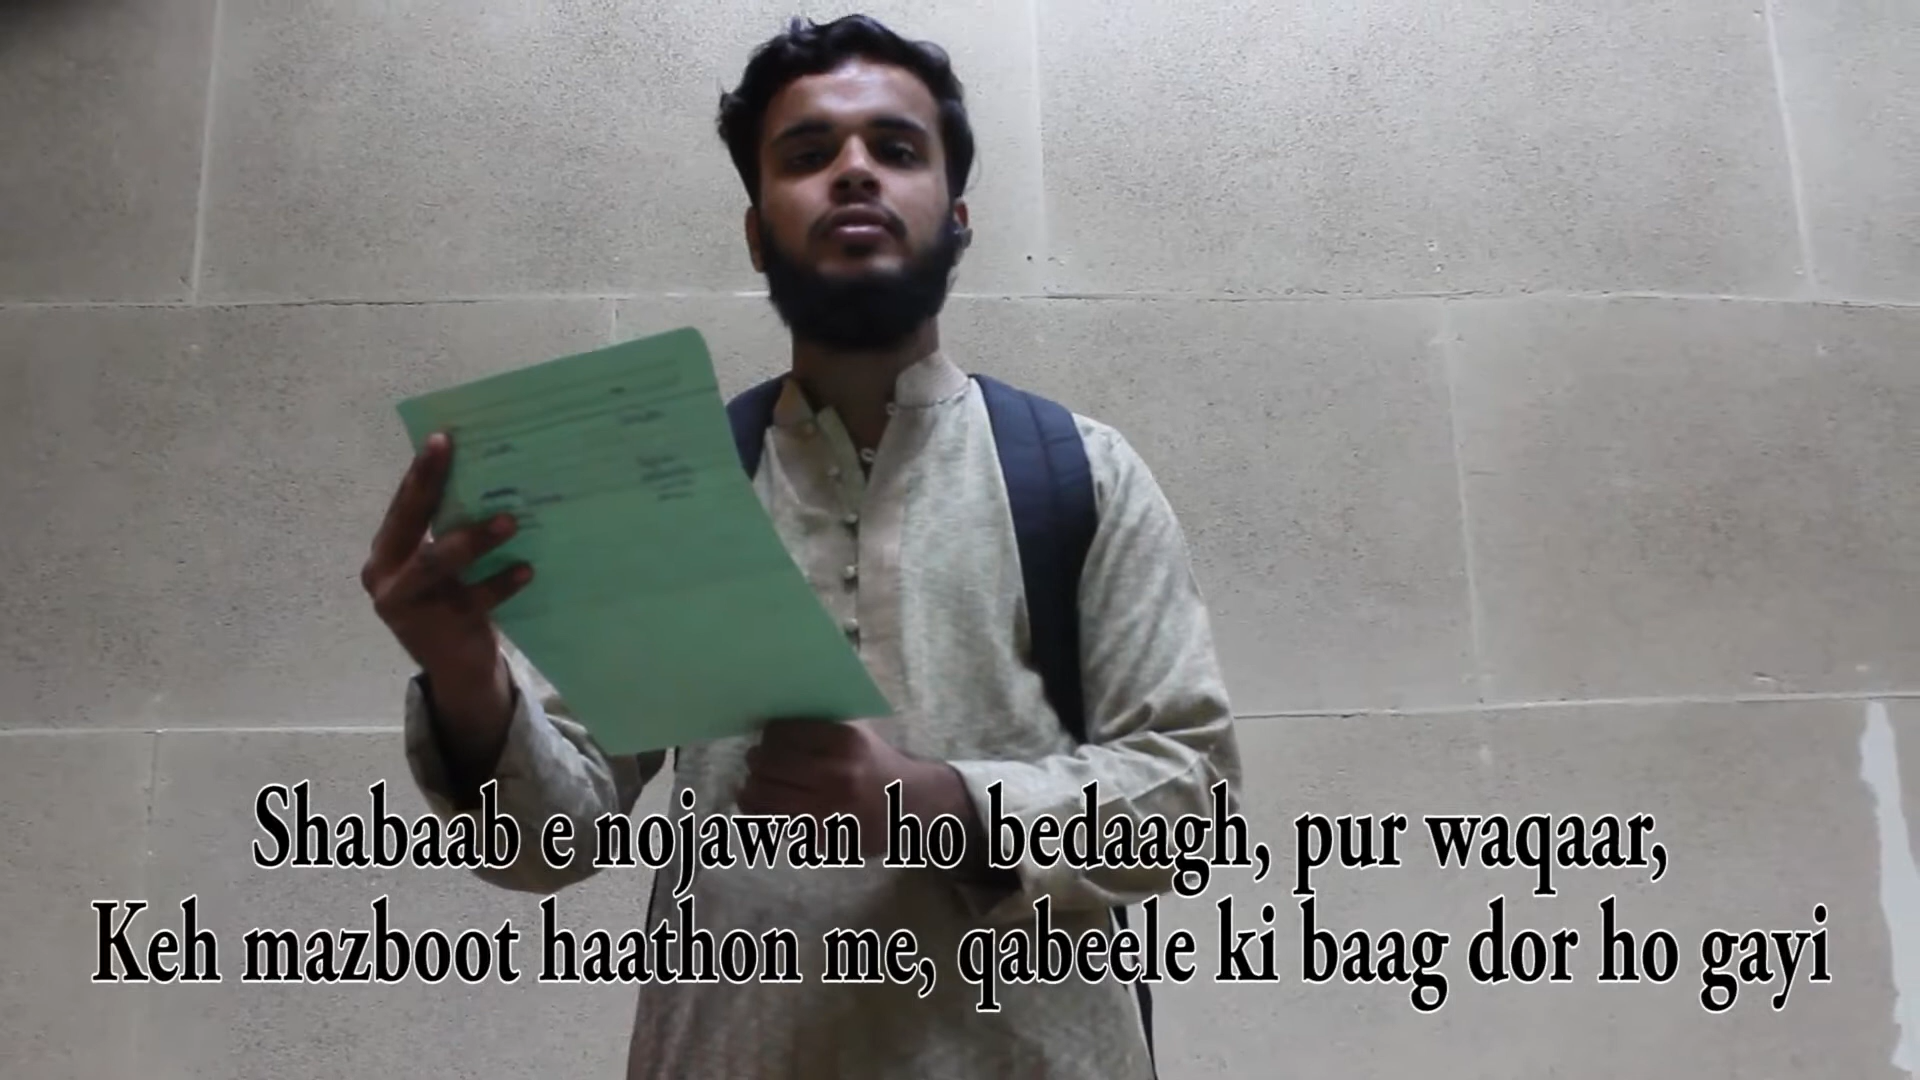 Shabaab e nojawan ho bedaagh, pur waqaar,
Keh mazboot haathon me, qabeele ki baag dor ho gayi